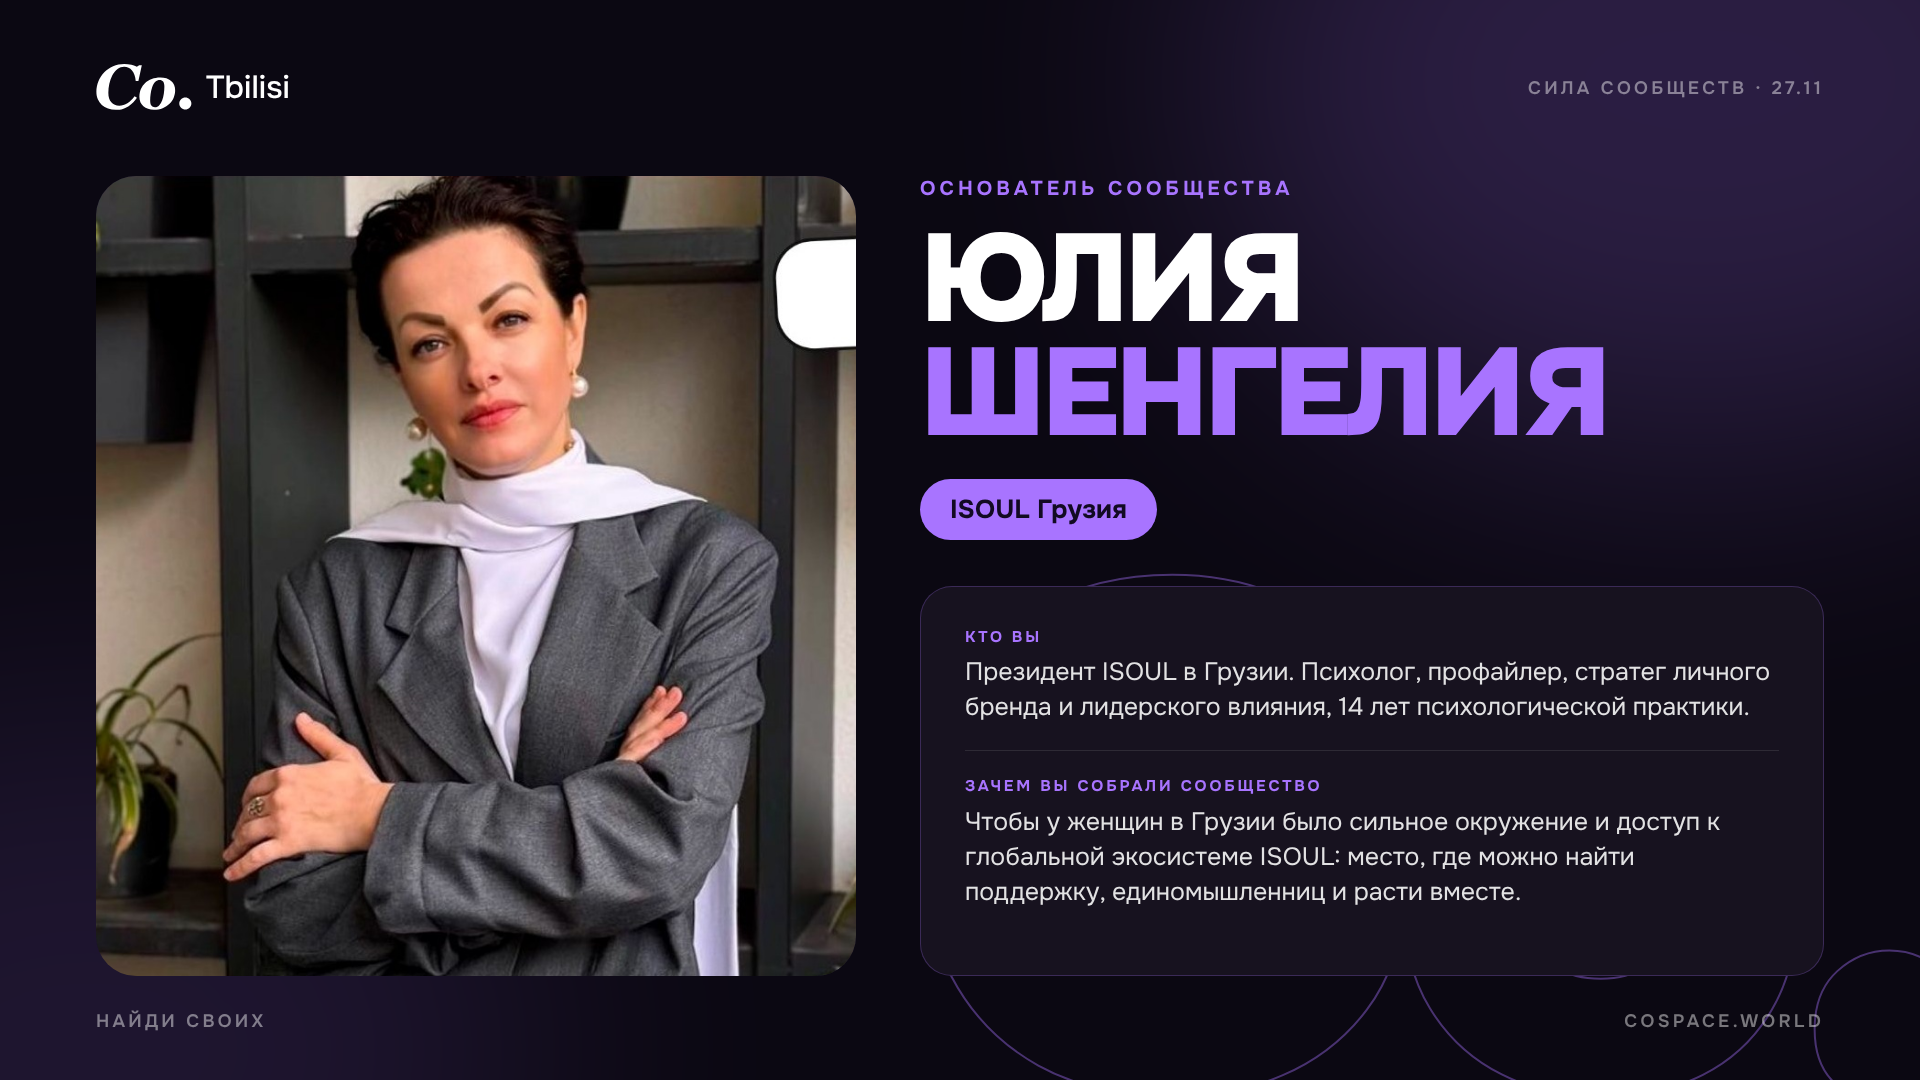 Co. Tbilisi
СИЛА СООБЩЕСТВ · 27.11
ОСНОВАТЕЛЬ СООБЩЕСТВА
ЮЛИЯ
ШЕНГЕЛИЯ
ISOUL Грузия
КТО ВЫ
Президент ISOUL в Грузии. Психолог, профайлер, стратег личного
бренда и лидерского влияния, 14 лет психологической практики.
ЗАЧЕМ ВЫ СОБРАЛИ СООБЩЕСТВО
Чтобы у женщин в Грузии было сильное окружение и доступ к
глобальной экосистеме ISOUL: место, где можно найти
поддержку, единомышленниц и расти вместе.
НАЙДИ СВОИХ
COSPACE.WORLD